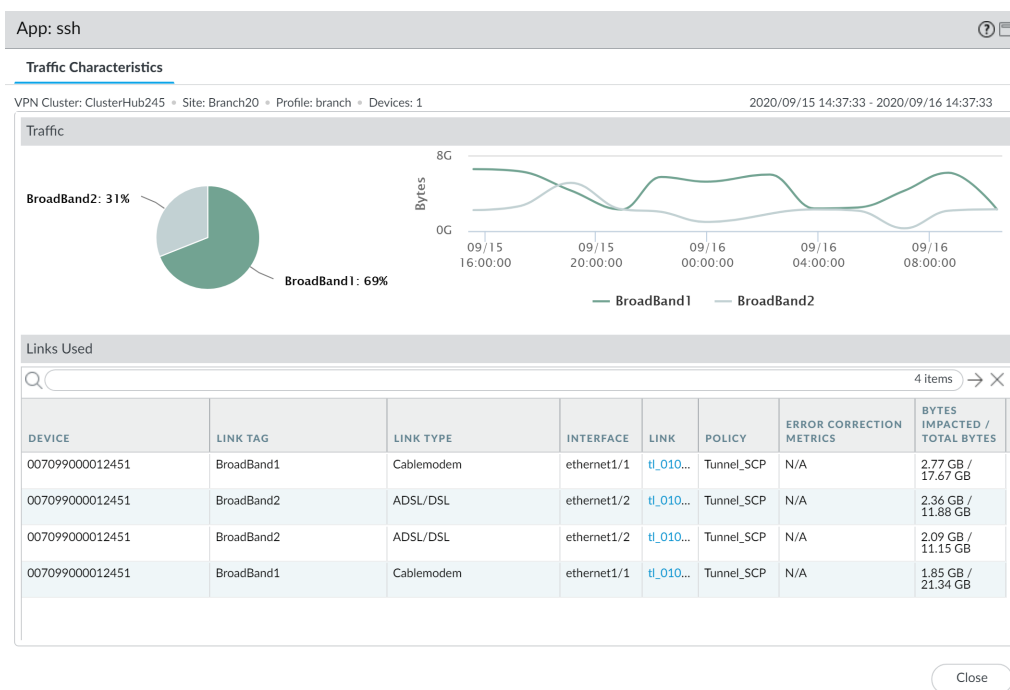 App: ssh
Traffic Characteristics
VPN Cluster: ClusterHub245 • Site: Branch20 • Profile: branch • Devices: 1
2020/09/15 14:37:33 - 2020/09/16 14:37:33
Traffic
BroadBand2: 31%
BroadBand1: 69%
8G
Bytes
0G
09/15 09/15 09/16 09/16 09/16
16:00:00 20:00:00 00:00:00 04:00:00 08:00:00
BroadBand1 BroadBand2
Links Used
4 items
BYTES
ERROR CORRECTION IMPACTED /
DEVICE LINK TAG LINK TYPE INTERFACE LINK POLICY METRICS TOTAL BYTES
007099000012451 BroadBand1 Cablemodem ethernet1/1 tl_010... Tunnel_SCP N/A 2.77 GB /
17.67 GB
007099000012451 BroadBand2 ADSL/DSL ethernet1/2 tl_010... Tunnel_SCP N/A 2.36 GB /
11.88 GB
007099000012451 BroadBand2 ADSL/DSL ethernet1/2 tl_010... Tunnel_SCP N/A 2.09 GB /
11.15 GB
007099000012451 BroadBand1 Cablemodem ethernet1/1 tl_010... Tunnel_SCP N/A 1.85 GB /
21.34 GB
Close